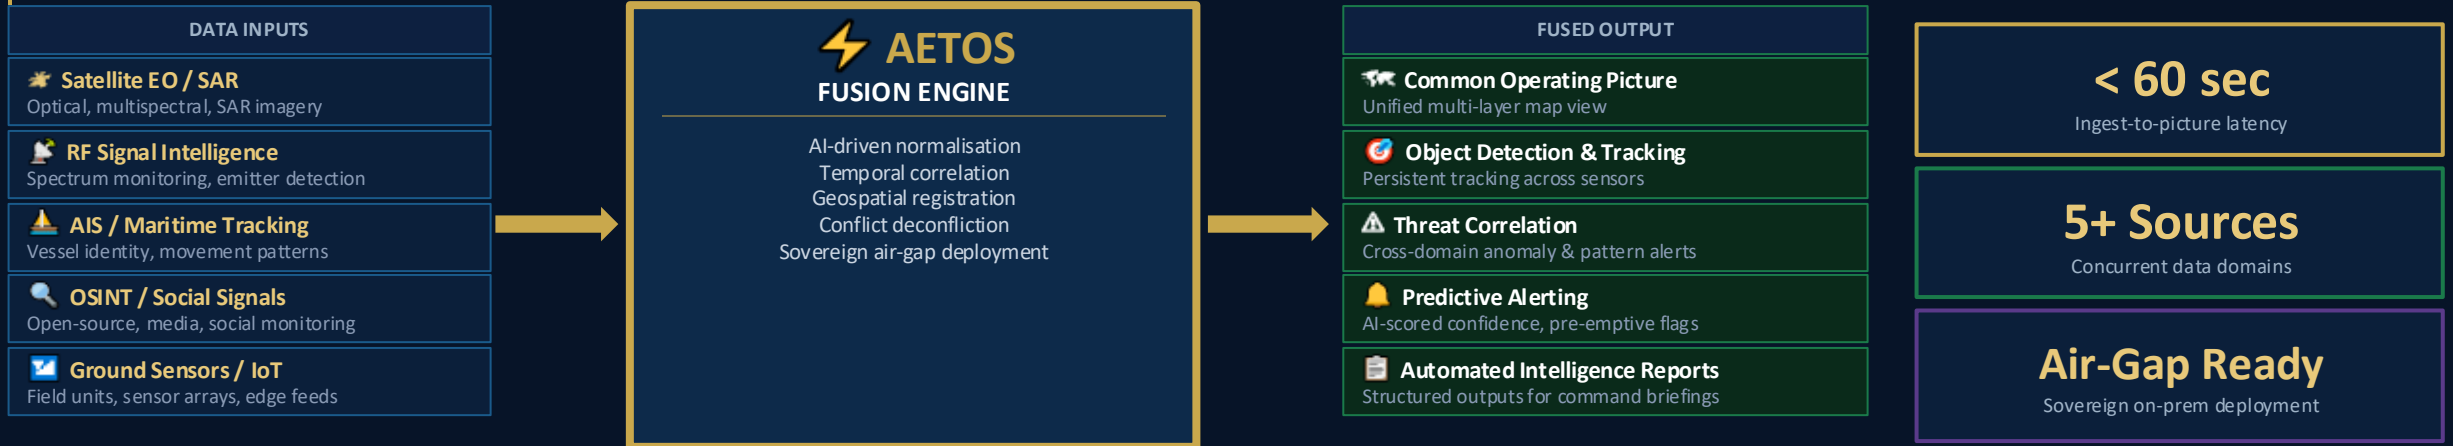 DATA INPUTS
Satellite EO / SAR
Optical, multispectral, SAR imagery
RF Signal Intelligence
Spectrum monitoring, emitter detection
AIS / Maritime Tracking
Vessel identity, movement patterns
OSINT / Social Signals
Open-source, media, social monitoring
Ground Sensors / IoT
Field units, sensor arrays, edge feeds
AETOS
FUSION ENGINE
AI-driven normalisation
Temporal correlation
Geospatial registration
Conflict deconfliction
Sovereign air-gap deployment
FUSED OUTPUT
Common Operating Picture
Unified multi-layer map view
Object Detection & Tracking
Persistent tracking across sensors
Threat Correlation
Cross-domain anomaly & pattern alerts
Predictive Alerting
AI-scored confidence, pre-emptive flags
Automated Intelligence Reports
Structured outputs for command briefings
< 60 sec
Ingest-to-picture latency
5+ Sources
Concurrent data domains
Air-Gap Ready
Sovereign on-prem deployment